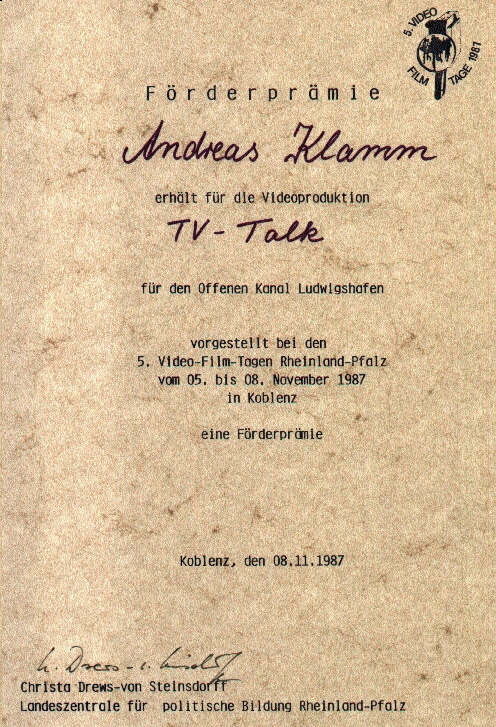 5. VIDEO
FILM TAGE 1987
Förderprämie
Andreas Klamm
erhält für die Videoproduktion
TV-Talk
für den Offenen Kanal Ludwigshafen
vorgestellt bei den
5. Video-Film-Tagen Rheinland-Pfalz
vom 05. bis 08. November 1987
in Koblenz
eine Förderprämie
Koblenz, den 08.11.1987
Christa Drews-von Steinsdorff
Landeszentrale für politische Bildung Rheinland-Pfalz